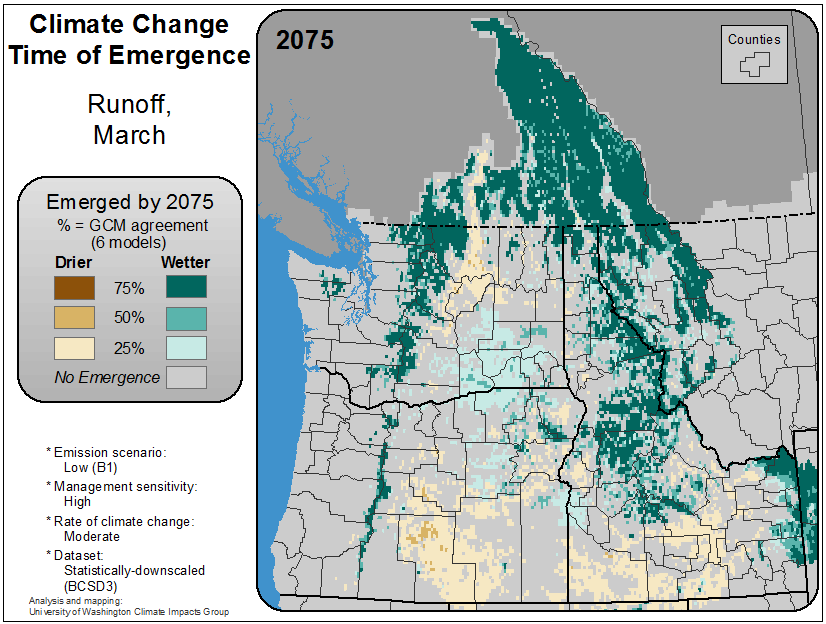 Climate Change
Time of Emergence
Runoff,
March
Emerged by 2075
% = GCM agreement
(6 models)
Drier Wetter
75%
50%
25%
No Emergence
* Emission scenario:
Low (B1)
* Management sensitivity:
High
* Rate of climate change:
Moderate
* Dataset:
Statistically-downscaled
(BCSD3)
Analysis and mapping:
University of Washington Climate Impacts Group
2075
Counties